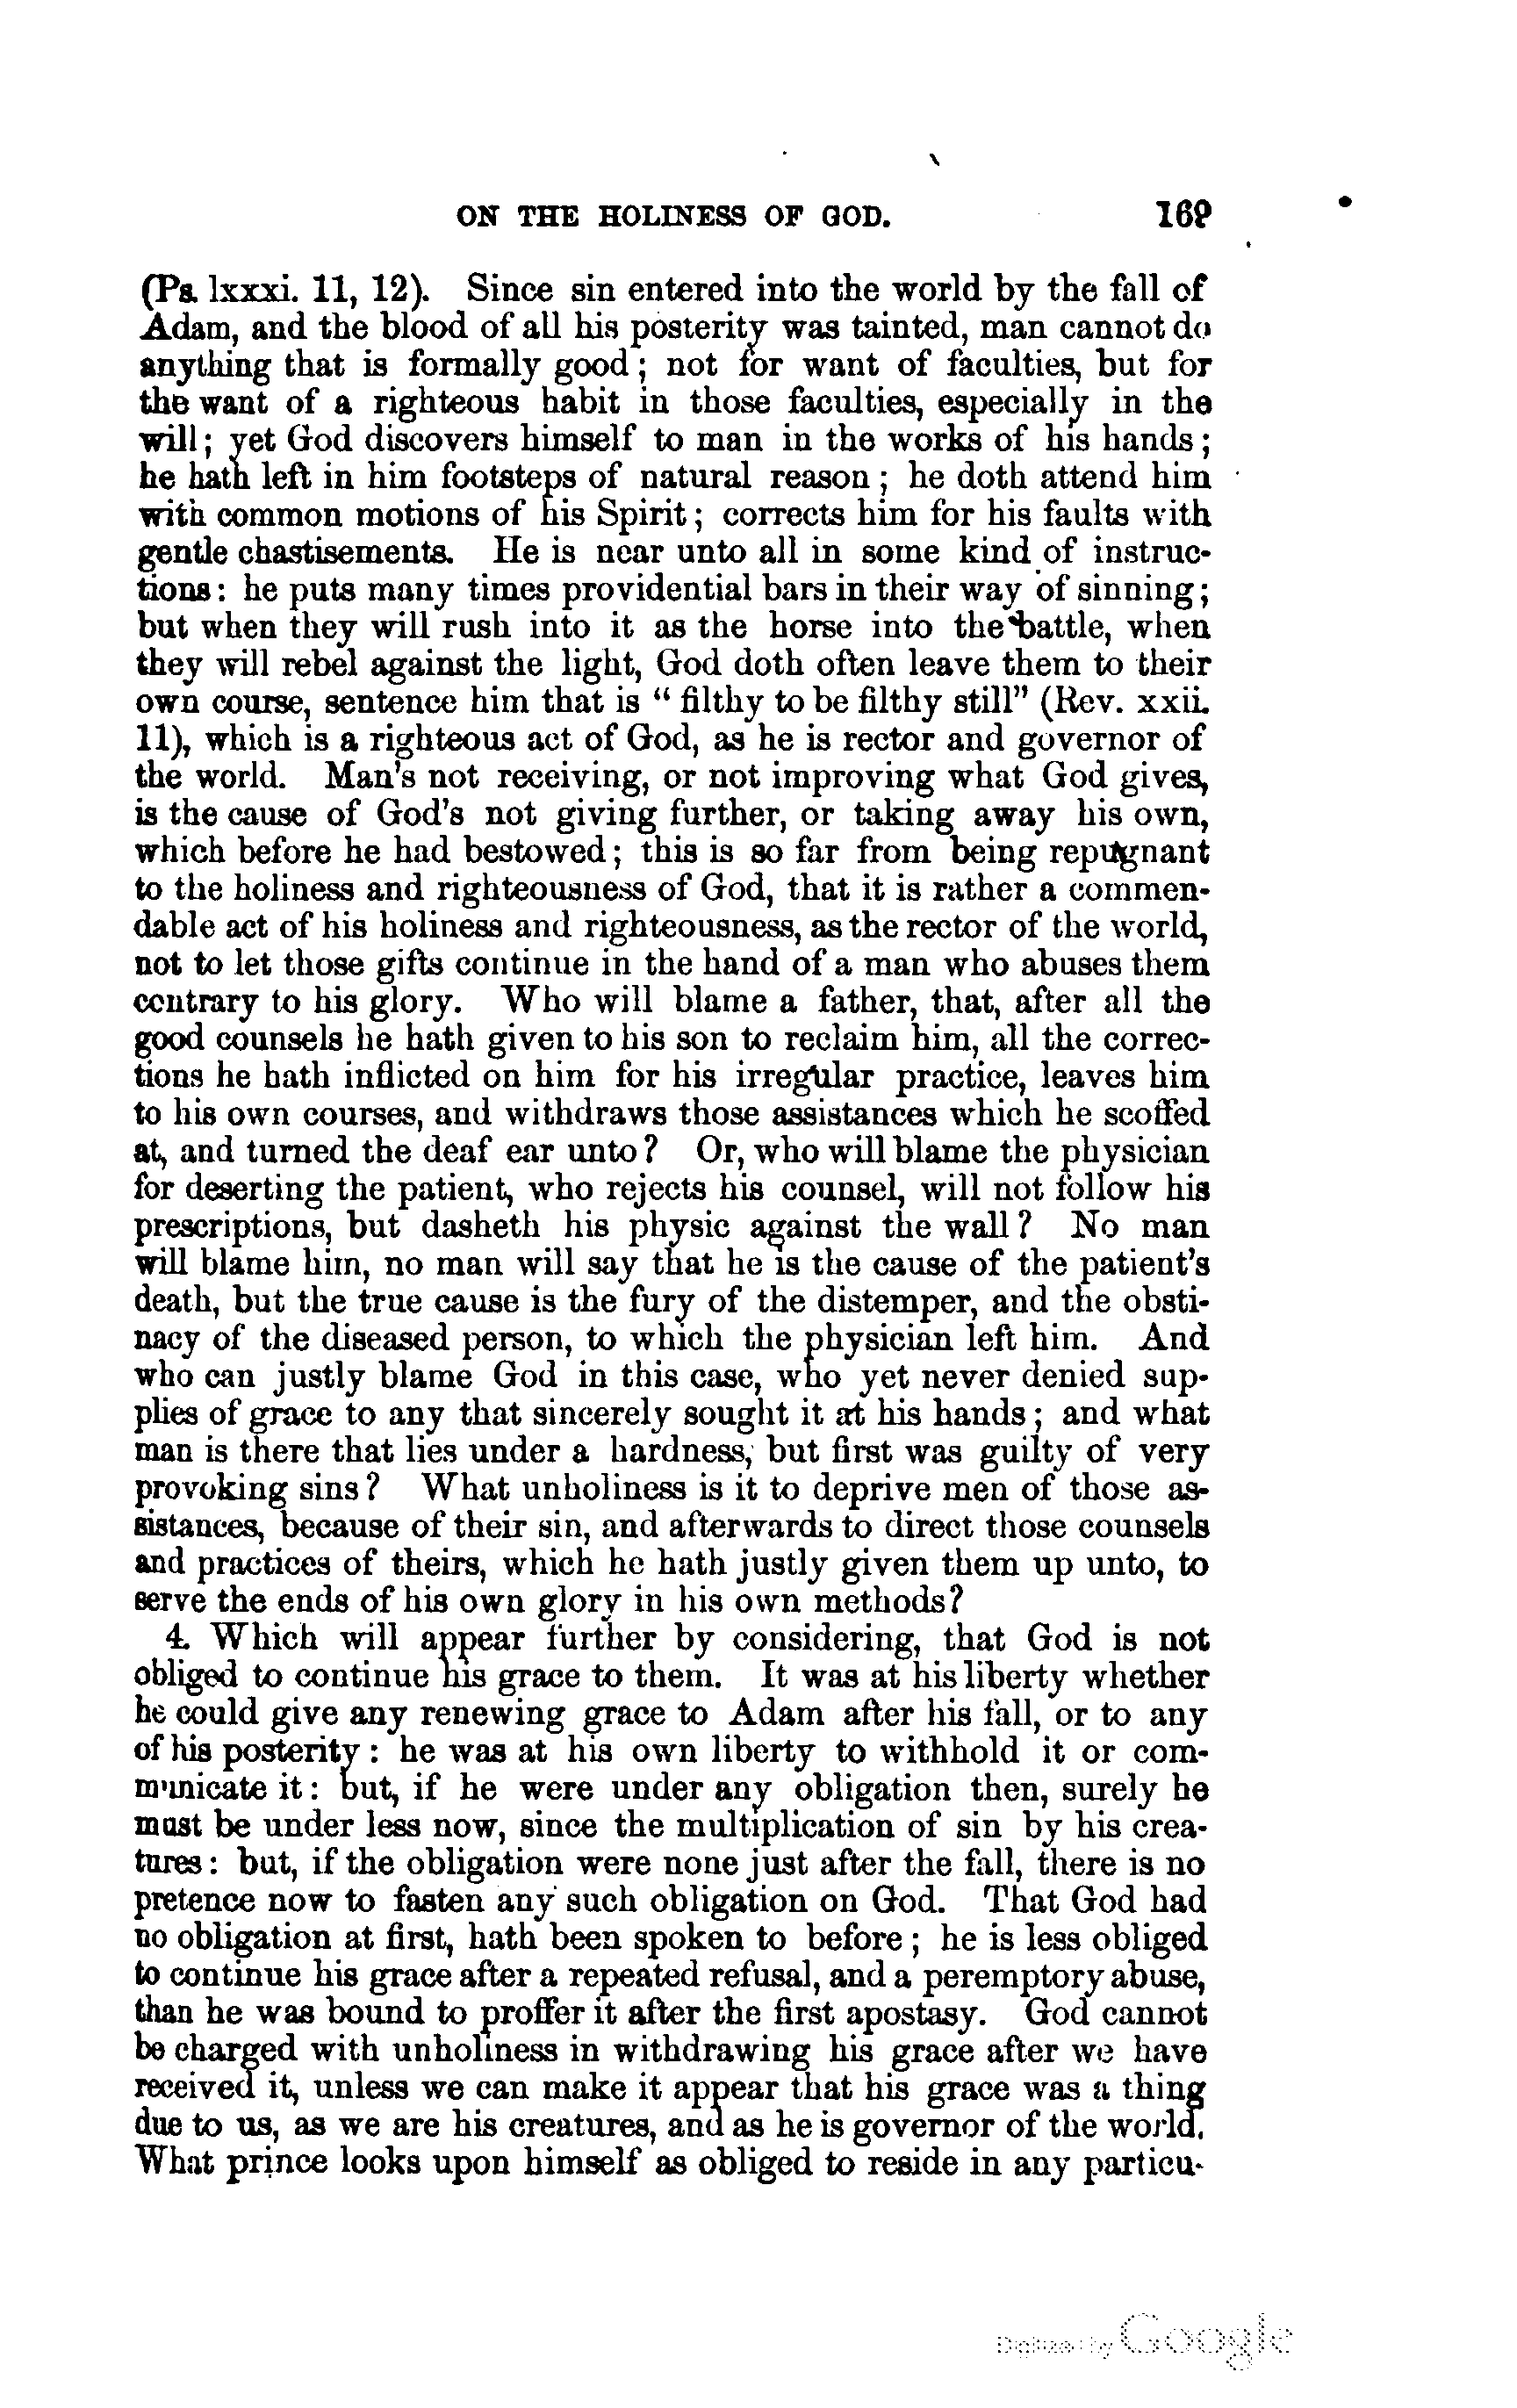 ON THE HOLINESS OF GOD. 169
(Ps. lxxxi. 11, 12). Since sin entered into the world by the fall of
Adam, and the blood of all his posterity was tainted, man cannot do
anything that is formally good; not for want of faculties, but for
the want of a righteous habit in those faculties, especially in the
will; yet God discovers himself to man in the works of his hands;
he hath left in him footsteps of natural reason; he doth attend him
with common motions of his Spirit; corrects him for his faults with
gentle chastisements. He is near unto all in some kind of instruc-
tions: he puts many times providential bars in their way of sinning;
but when they will rush into it as the horse into the battle, when
they will rebel against the light, God doth often leave them to their
own course, sentence him that is "filthy to be filthy still" (Rev. xxii.
11), which is a righteous act of God, as he is rector and governor of
the world. Man's not receiving, or not improving what God gives,
is the cause of God's not giving further, or taking away his own,
which before he had bestowed; this is so far from being repugnant
to the holiness and righteousness of God, that it is rather a commen-
dable act of his holiness and righteousness, as the rector of the world,
not to let those gifts continue in the hand of a man who abuses them
contrary to his glory. Who will blame a father, that, after all the
good counsels he hath given to his son to reclaim him, all the correc-
tions he hath inflicted on him for his irregular practice, leaves him
to his own courses, and withdraws those assistances which he scoffed
at, and turned the deaf ear unto? Or, who will blame the physician
for deserting the patient, who rejects his counsel, will not follow his
prescriptions, but dasheth his physic against the wall? No man
will blame him, no man will say that he is the cause of the patient's
death, but the true cause is the fury of the distemper, and the obsti-
nacy of the diseased person, to which the physician left him. And
who can justly blame God in this case, who yet never denied sup-
plies of grace to any that sincerely sought it at his hands; and what
man is there that lies under a hardness, but first was guilty of very
provoking sins? What unholiness is it to deprive men of those as-
sistances, because of their sin, and afterwards to direct those counsels
and practices of theirs, which he hath justly given them up unto, to
serve the ends of his own glory in his own methods?
4. Which will appear further by considering, that God is not
obliged to continue his grace to them. It was at his liberty whether
he could give any renewing grace to Adam after his fall, or to any
of his posterity: he was at his own liberty to withhold it or com-
municate it: but, if he were under any obligation then, surely he
must be under less now, since the multiplication of sin by his crea-
tures: but, if the obligation were none just after the fall, there is no
pretence now to fasten any such obligation on God. That God had
no obligation at first, hath been spoken to before; he is less obliged
to continue his grace after a repeated refusal, and a peremptory abuse,
than he was bound to proffer it after the first apostasy. God cannot
be charged with unholiness in withdrawing his grace after we have
received it, unless we can make it appear that his grace was a thing
due to us, as we are his creatures, and as he is governor of the world.
What prince looks upon himself as obliged to reside in any particu-
Digitized by Google